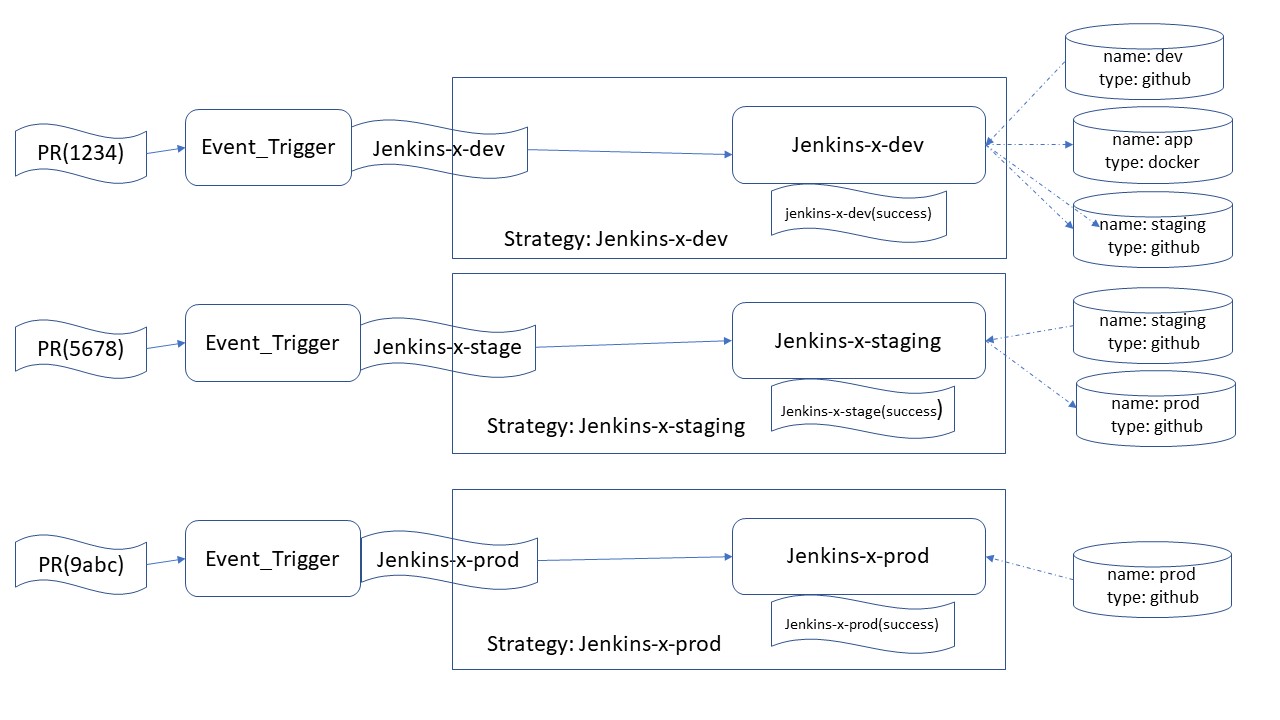 name: dev
type: github
PR(1234)
Event_Trigger
Jenkins-x-dev
Jenkins-x-dev
name: app
type: docker
jenkins-x-dev(success)
Strategy: Jenkins-x-dev
name: staging
type: github
PR(5678)
Event_Trigger
Jenkins-x-stage
Jenkins-x-staging
name: staging
type: github
Jenkins-x-stage(success)
Strategy: Jenkins-x-staging
name: prod
type: github
PR(9abc)
Event_Trigger
Jenkins-x-prod
Jenkins-x-prod
name: prod
type: github
Jenkins-x-prod(success)
Strategy: Jenkins-x-prod